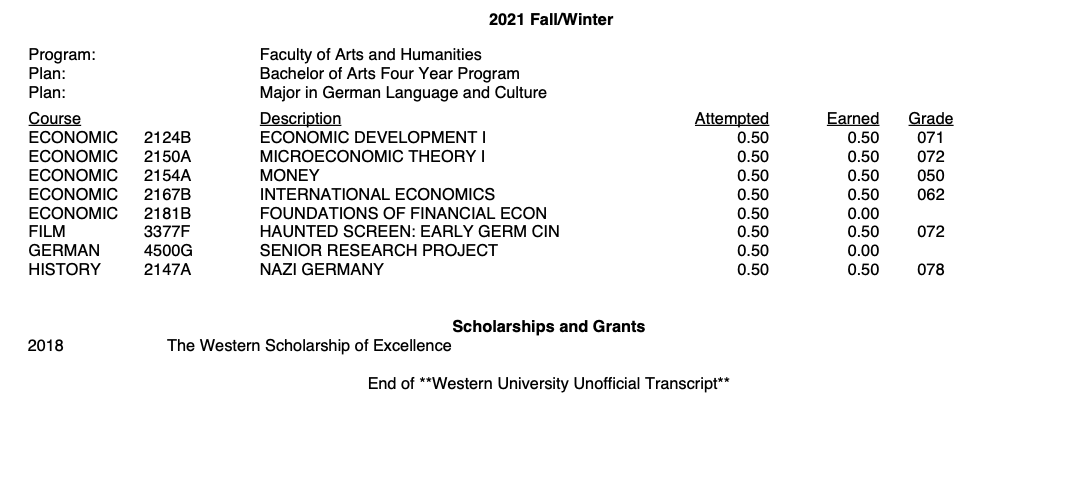 2021 Fall/Winter
Program: Faculty of Arts and Humanities
Plan: Bachelor of Arts Four Year Program
Plan: Major in German Language and Culture
Course Description Attempted Earned Grade
ECONOMIC 2124B ECONOMIC DEVELOPMENT I 0.50 0.50 071
ECONOMIC 2150A MICROECONOMIC THEORY I 0.50 0.50 072
ECONOMIC 2154A MONEY 0.50 0.50 050
ECONOMIC 2167B INTERNATIONAL ECONOMICS 0.50 0.50 062
ECONOMIC 2181B FOUNDATIONS OF FINANCIAL ECON 0.50 0.00
FILM 3377F HAUNTED SCREEN: EARLY GERM CIN 0.50 0.50 072
GERMAN 4500G SENIOR RESEARCH PROJECT 0.50 0.00
HISTORY 2147A NAZI GERMANY 0.50 0.50 078
Scholarships and Grants
2018 The Western Scholarship of Excellence
End of **Western University Unofficial Transcript**